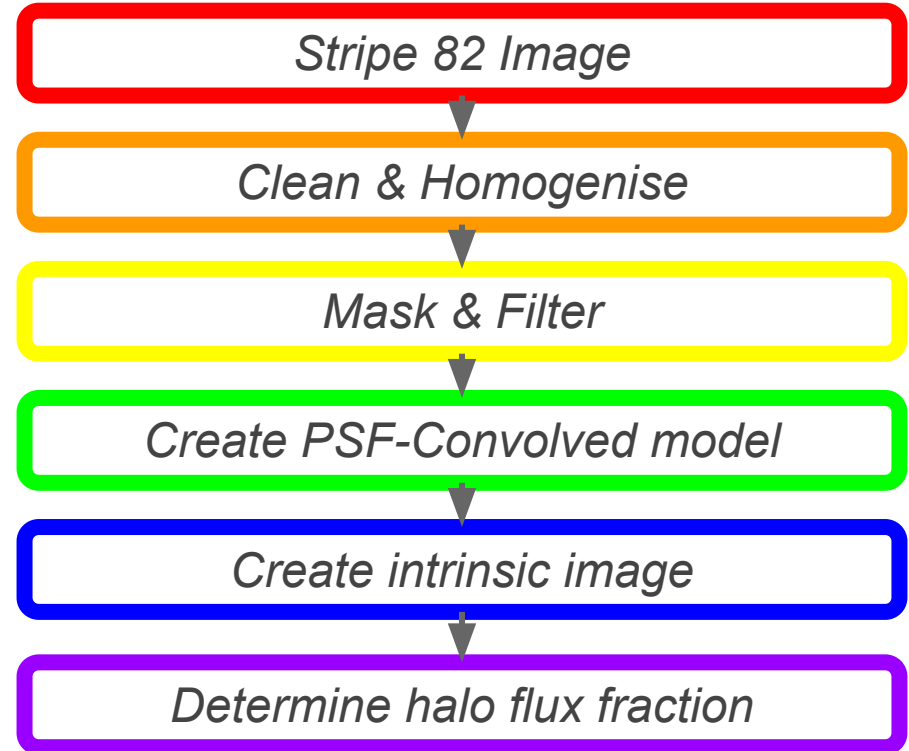 Stripe 82 Image
Clean & Homogenise
Mask & Filter
Create PSF-Convolved model
Create intrinsic image
Determine halo flux fraction